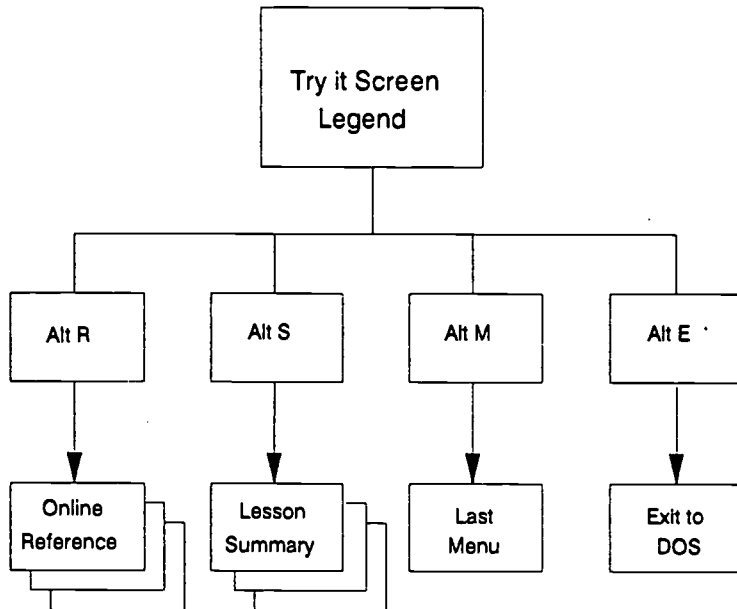 Try it Screen
Legend
Alt R
Alt S
Alt M
Alt E
Online
Reference
Lesson
Summary
Last
Menu
Exit to
DOS